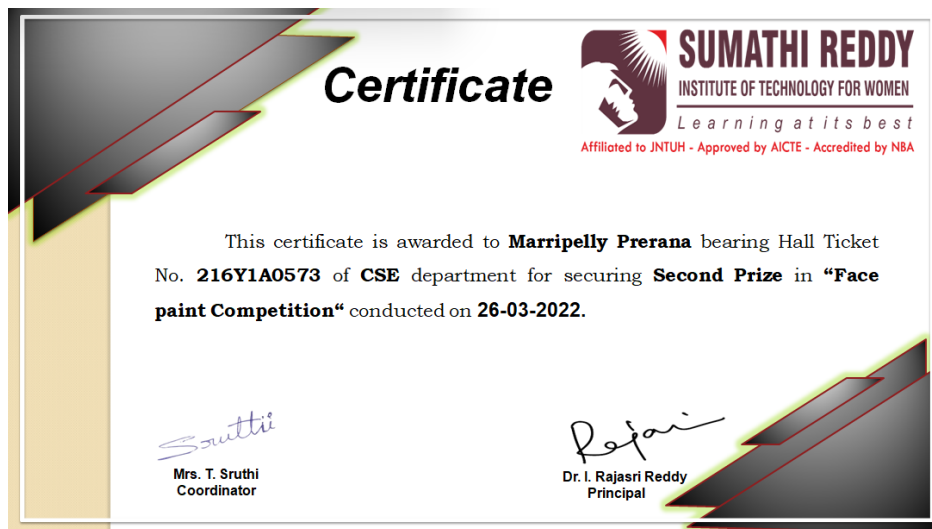 Certificate
SUMATHI REDDY
INSTITUTE OF TECHNOLOGY FOR WOMEN
Learning at its best
Affiliated to JNTUH - Approved by AICTE - Accredited by NBA
This certificate is awarded to Marripelly Prerana bearing Hall Ticket
No. 216Y1A0573 of CSE department for securing Second Prize in “Face
paint Competition“ conducted on 26-03-2022.
Sruthi
Rajasri
Mrs. T. Sruthi
Coordinator
Dr. I. Rajasri Reddy
Principal